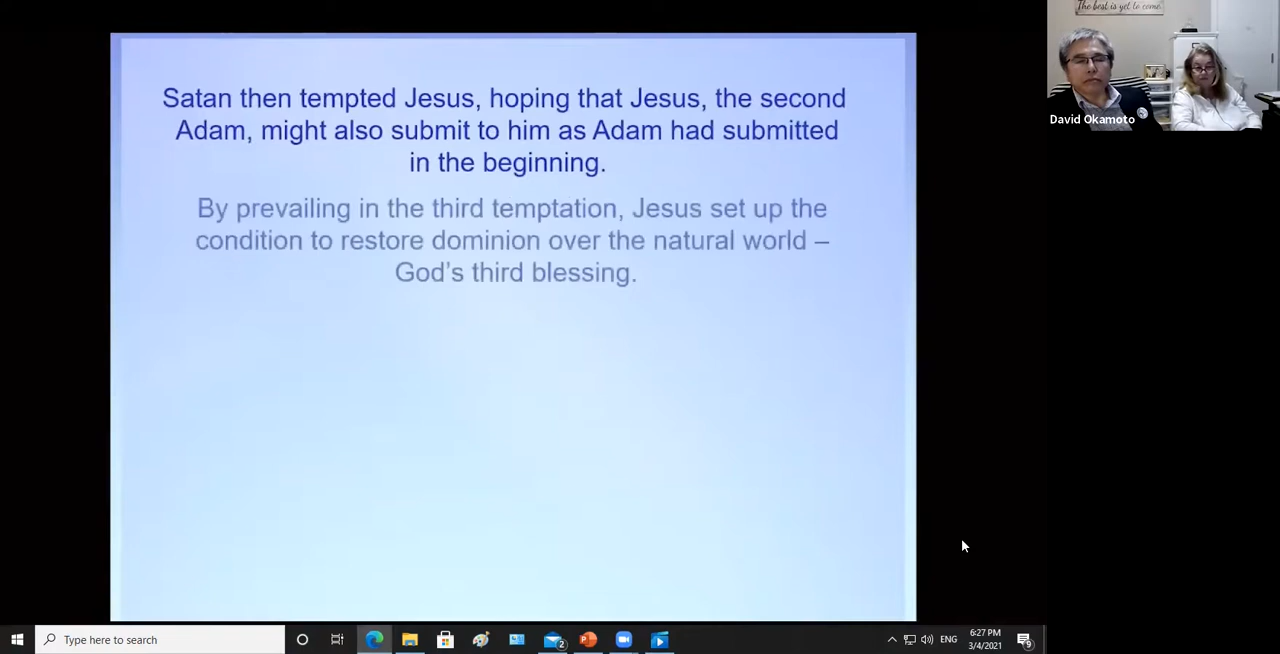 The best is yet to come
David Okamoto
Satan then tempted Jesus, hoping that Jesus, the second
Adam, might also submit to him as Adam had submitted
in the beginning.
By prevailing in the third temptation, Jesus set up the
condition to restore dominion over the natural world –
God’s third blessing.
Type here to search
2
ENG
6:27 PM
3/4/2021
9